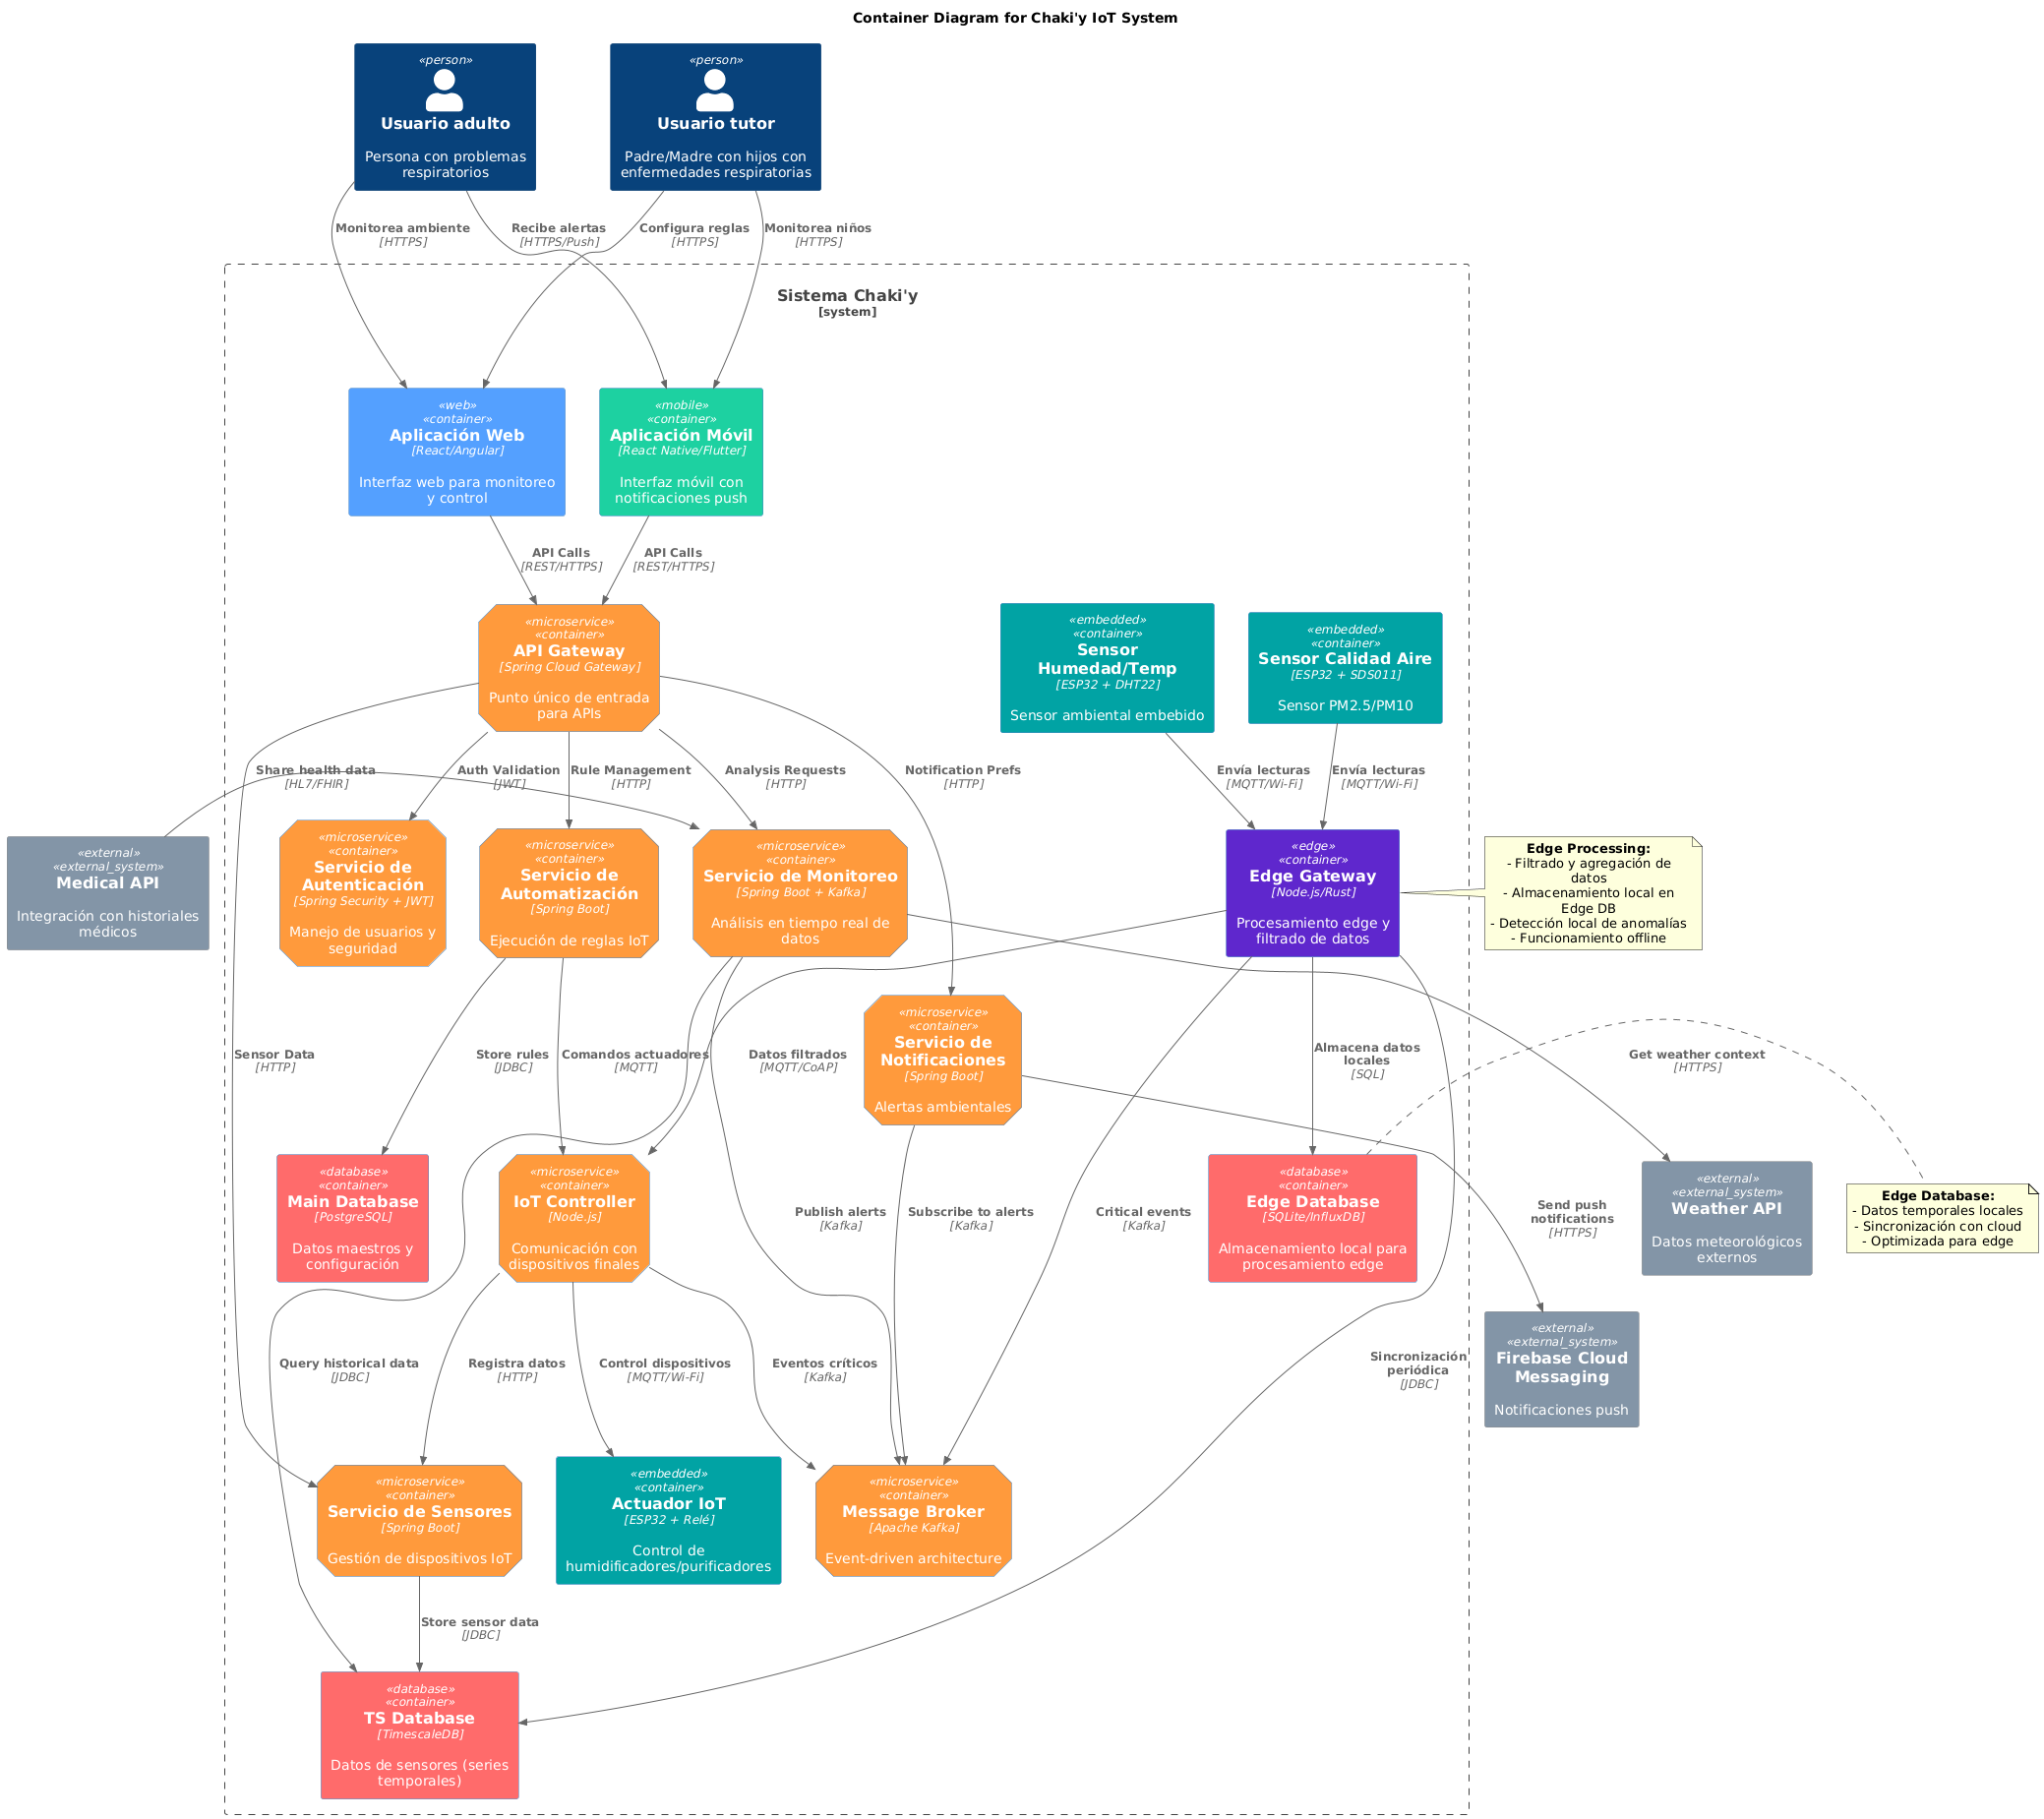 Container Diagram for Chaki'y IoT System
«person»
Usuario adulto
Persona con problemas
respiratorios
«person»
Usuario tutor
Padre/Madre con hijos con
enfermedades respiratorias
Monitorea ambiente
[HTTPS]
Recibe alertas
[HTTPS/Push]
Configura reglas
[HTTPS]
Monitorea niños
[HTTPS]
Sistema Chaki'y
[system]
«web»
«container»
Aplicación Web
[React/Angular]
Interfaz web para monitoreo
y control
«mobile»
«container»
Aplicación Móvil
[React Native/Flutter]
Interfaz móvil con
notificaciones push
API Calls
[REST/HTTPS]
API Calls
[REST/HTTPS]
«microservice»
«container»
API Gateway
[Spring Cloud Gateway]
Punto único de entrada
para APIs
«embedded»
«container»
Sensor
Humedad/Temp
[ESP32 + DHT22]
Sensor ambiental embebido
«embedded»
«container»
Sensor Calidad Aire
[ESP32 + SDS011]
Sensor PM2.5/PM10
Share health data
[HL7/FHIR]
Auth Validation
[JWT]
Rule Management
[HTTP]
Analysis Requests
[HTTP]
Notification Prefs
[HTTP]
Envía lecturas
[MQTT/Wi-Fi]
Envía lecturas
[MQTT/Wi-Fi]
«external»
«external_system»
Medical API
Integración con historiales
médicos
«microservice»
«container»
Servicio de
Autenticación
[Spring Security + JWT]
Manejo de usuarios y
seguridad
«microservice»
«container»
Servicio de
Automatización
[Spring Boot]
Ejecución de reglas IoT
«microservice»
«container»
Servicio de Monitoreo
[Spring Boot + Kafka]
Análisis en tiempo real de
datos
«edge»
«container»
Edge Gateway
[Node.js/Rust]
Procesamiento edge y
filtrado de datos
Edge Processing:
- Filtrado y agregación de
datos
- Almacenamiento local en
Edge DB
- Detección local de anomalías
- Funcionamiento offline
«microservice»
«container»
Servicio de
Notificaciones
[Spring Boot]
Alertas ambientales
Sensor Data
[HTTP]
Store rules
[JDBC]
Comandos actuadores
[MQTT]
Datos filtrados
[MQTT/CoAP]
Almacena datos
locales
[SQL]
Get weather context
[HTTPS]
«database»
«container»
Main Database
[PostgreSQL]
Datos maestros y
configuración
«microservice»
«container»
IoT Controller
[Node.js]
Comunicación con
dispositivos finales
Publish alerts
[Kafka]
Subscribe to alerts
[Kafka]
Critical events
[Kafka]
«database»
«container»
Edge Database
[SQLite/InfluxDB]
Almacenamiento local para
procesamiento edge
Send push
notifications
[HTTPS]
«external»
«external_system»
Weather API
Datos meteorológicos
externos
Edge Database:
- Datos temporales locales
- Sincronización con cloud
- Optimizada para edge
Query historical data
[JDBC]
Registra datos
[HTTP]
Control dispositivos
[MQTT/Wi-Fi]
Eventos críticos
[Kafka]
Sincronización
periódica
[JDBC]
«external»
«external_system»
Firebase Cloud
Messaging
Notificaciones push
«microservice»
«container»
Servicio de Sensores
[Spring Boot]
Gestión de dispositivos IoT
«embedded»
«container»
Actuador IoT
[ESP32 + Relé]
Control de
humidificadores/purificadores
«microservice»
«container»
Message Broker
[Apache Kafka]
Event-driven architecture
Store sensor data
[JDBC]
«database»
«container»
TS Database
[TimescaleDB]
Datos de sensores (series
temporales)